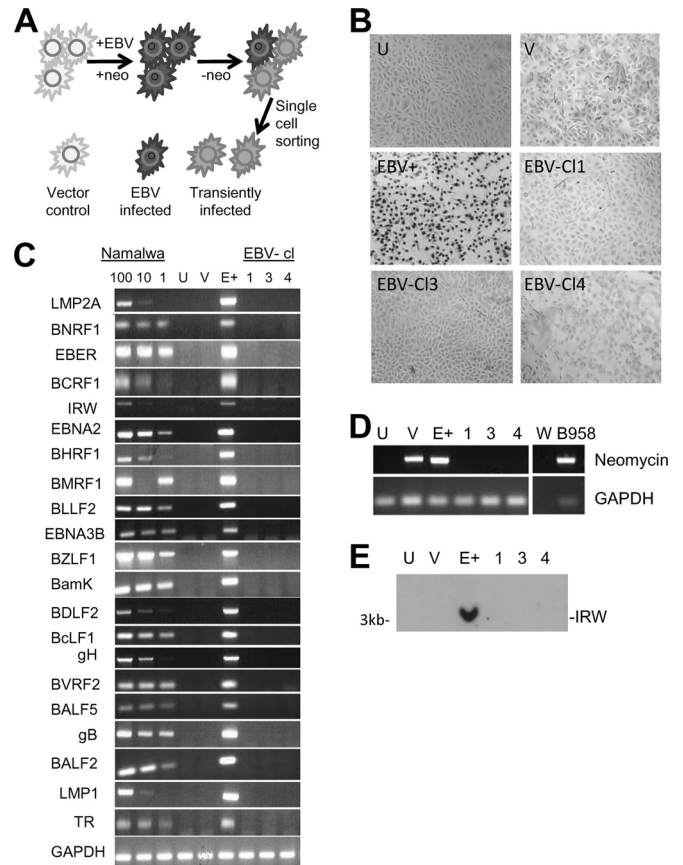 A
+EBV
+neo
-neo
Single
cell
sorting
Vector
control
EBV
infected
Transiently
infected
B
U
V
EBV+
EBV-Cl1
EBV-Cl3
EBV-Cl4
C
Namalwa EBV- cl
100 10 1 U V E+ 1 3 4
LMP2A
BNRF1
EBER
BCRF1
IRW
EBNA2
BHRF1
BMRF1
BLLF2
EBNA3B
BZLF1
BamK
BDLF2
BcLF1
gH
BVRF2
BALF5
gB
BALF2
LMP1
TR
GAPDH
D
U V E+ 1 3 4 W B958
Neomycin
GAPDH
E
U V E+ 1 3 4
3kb- -IRW